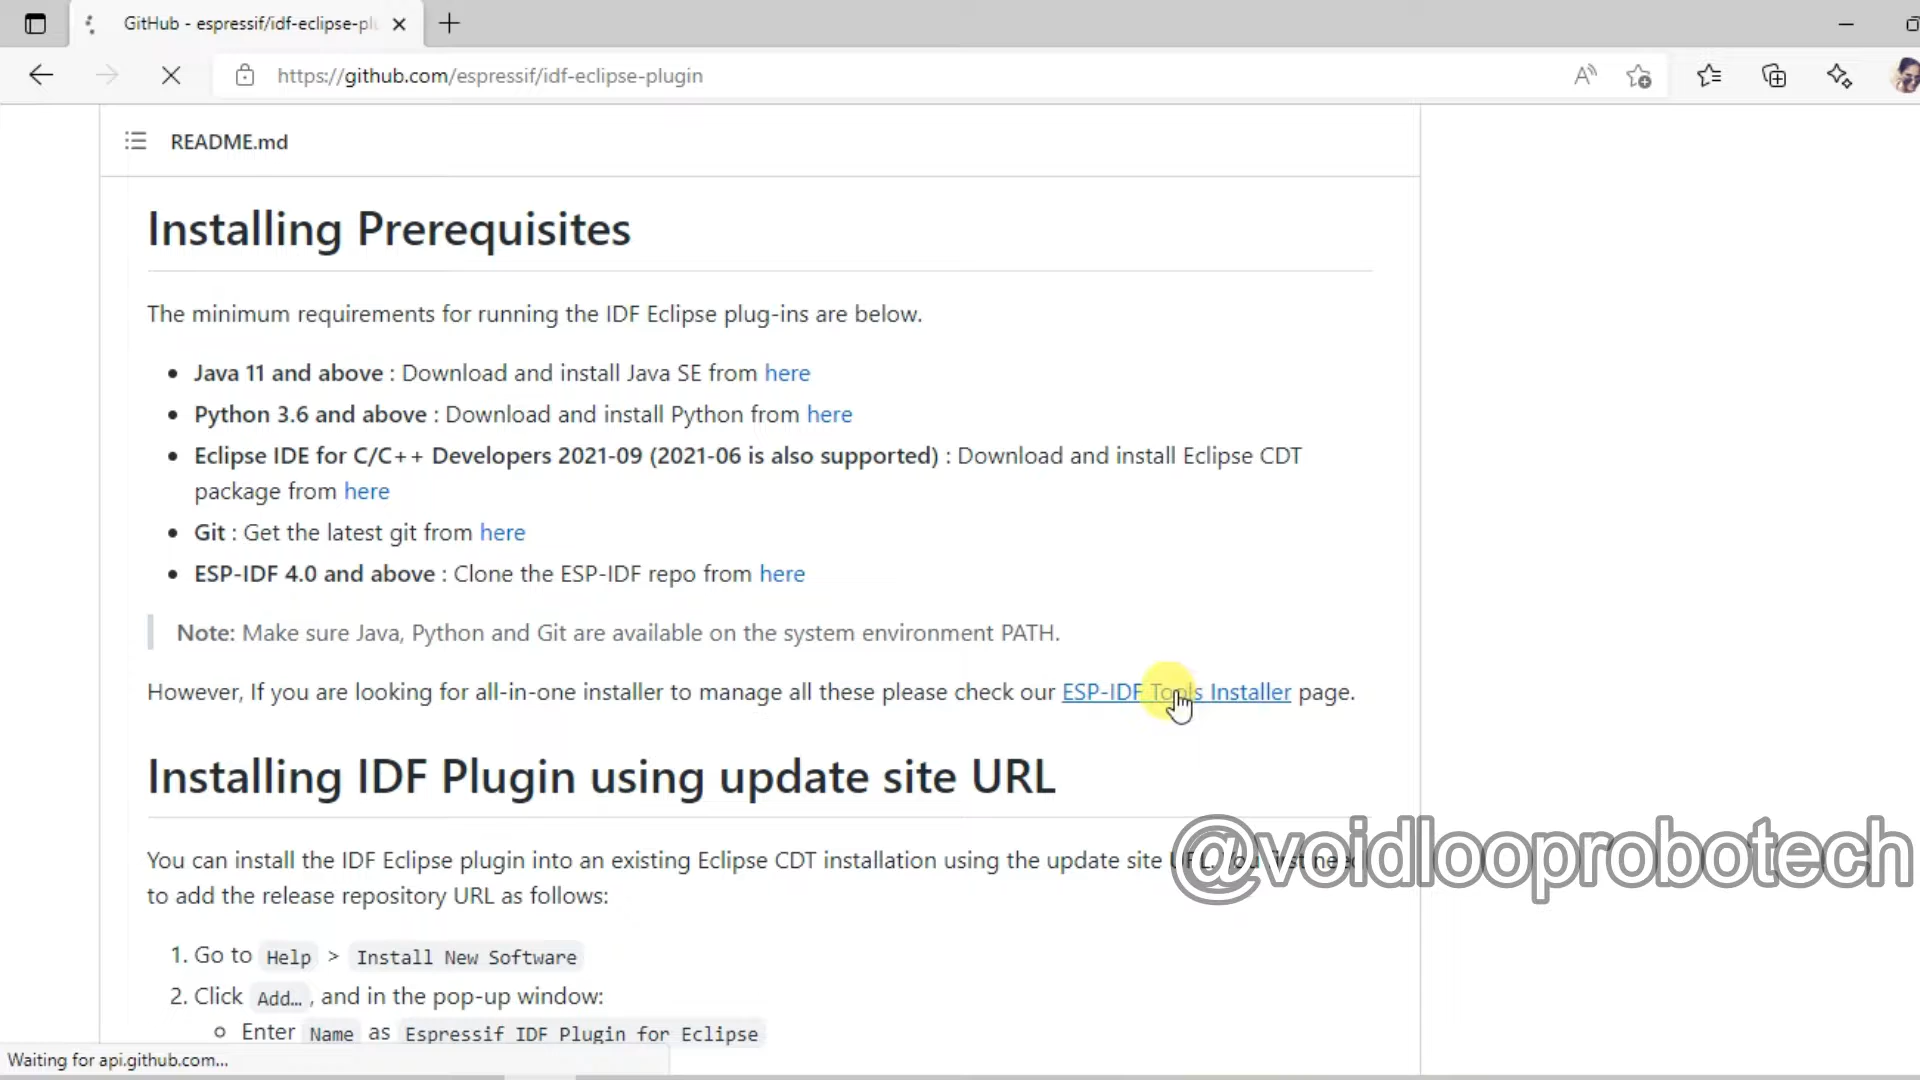 GitHub - espressif/idf-eclipse-plu
https://github.com/espressif/idf-eclipse-plugin
README.md
Installing Prerequisites
The minimum requirements for running the IDF Eclipse plug-ins are below.
Java 11 and above : Download and install Java SE from here
Python 3.6 and above : Download and install Python from here
Eclipse IDE for C/C++ Developers 2021-09 (2021-06 is also supported) : Download and install Eclipse CDT
package from here
Git : Get the latest git from here
ESP-IDF 4.0 and above : Clone the ESP-IDF repo from here
Note: Make sure Java, Python and Git are available on the system environment PATH.
However, If you are looking for all-in-one installer to manage all these please check our ESP-IDF Tools Installer page.
Installing IDF Plugin using update site URL
You can install the IDF Eclipse plugin into an existing Eclipse CDT installation using the update site URL. You first need
@voidlooprobotech
to add the release repository URL as follows:
1. Go to Help > Install New Software
2. Click Add… , and in the pop-up window:
Enter Name as Espressif IDF Plugin for Eclipse
Waiting for api.github.com...